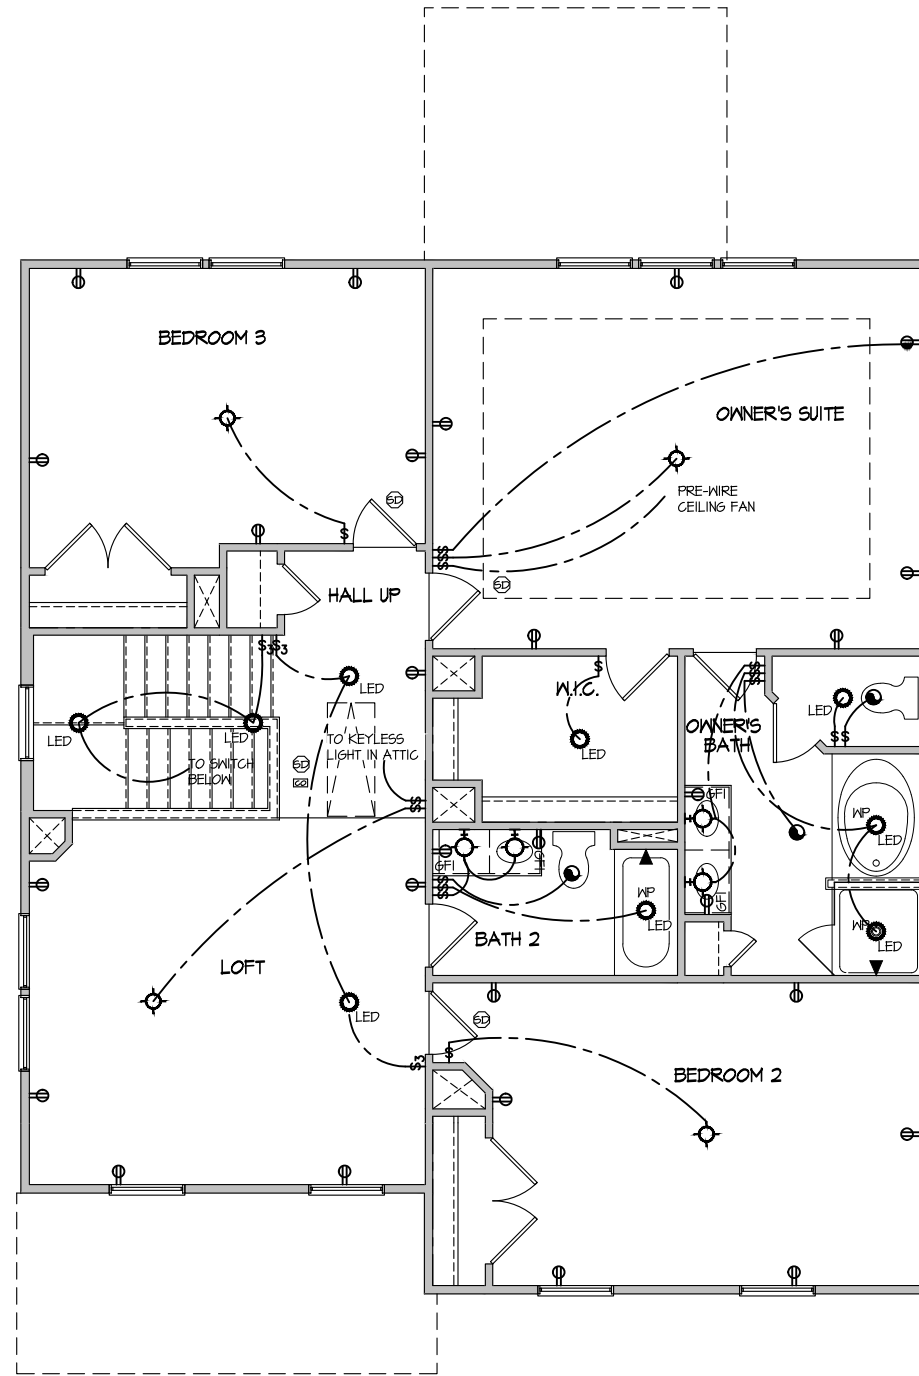 BEDROOM 3
OWNER'S SUITE
PRE-WIRE
CEILING FAN
SD
$
$
$
$
SD
HALL UP
$3
$3
$
$
$
$
LED
W.I.C.
LED
OWNER'S
BATH
LED
LED
TO KEYLESS
LIGHT IN ATTIC
$
$
LED
TO SWITCH
BELOW
SD
GFI
$
$
WP
LED
GFI
GFI
$
$
$
WP
LED
GFI
WP
LED
BATH 2
LOFT
LED
SD
$3
$
BEDROOM 2